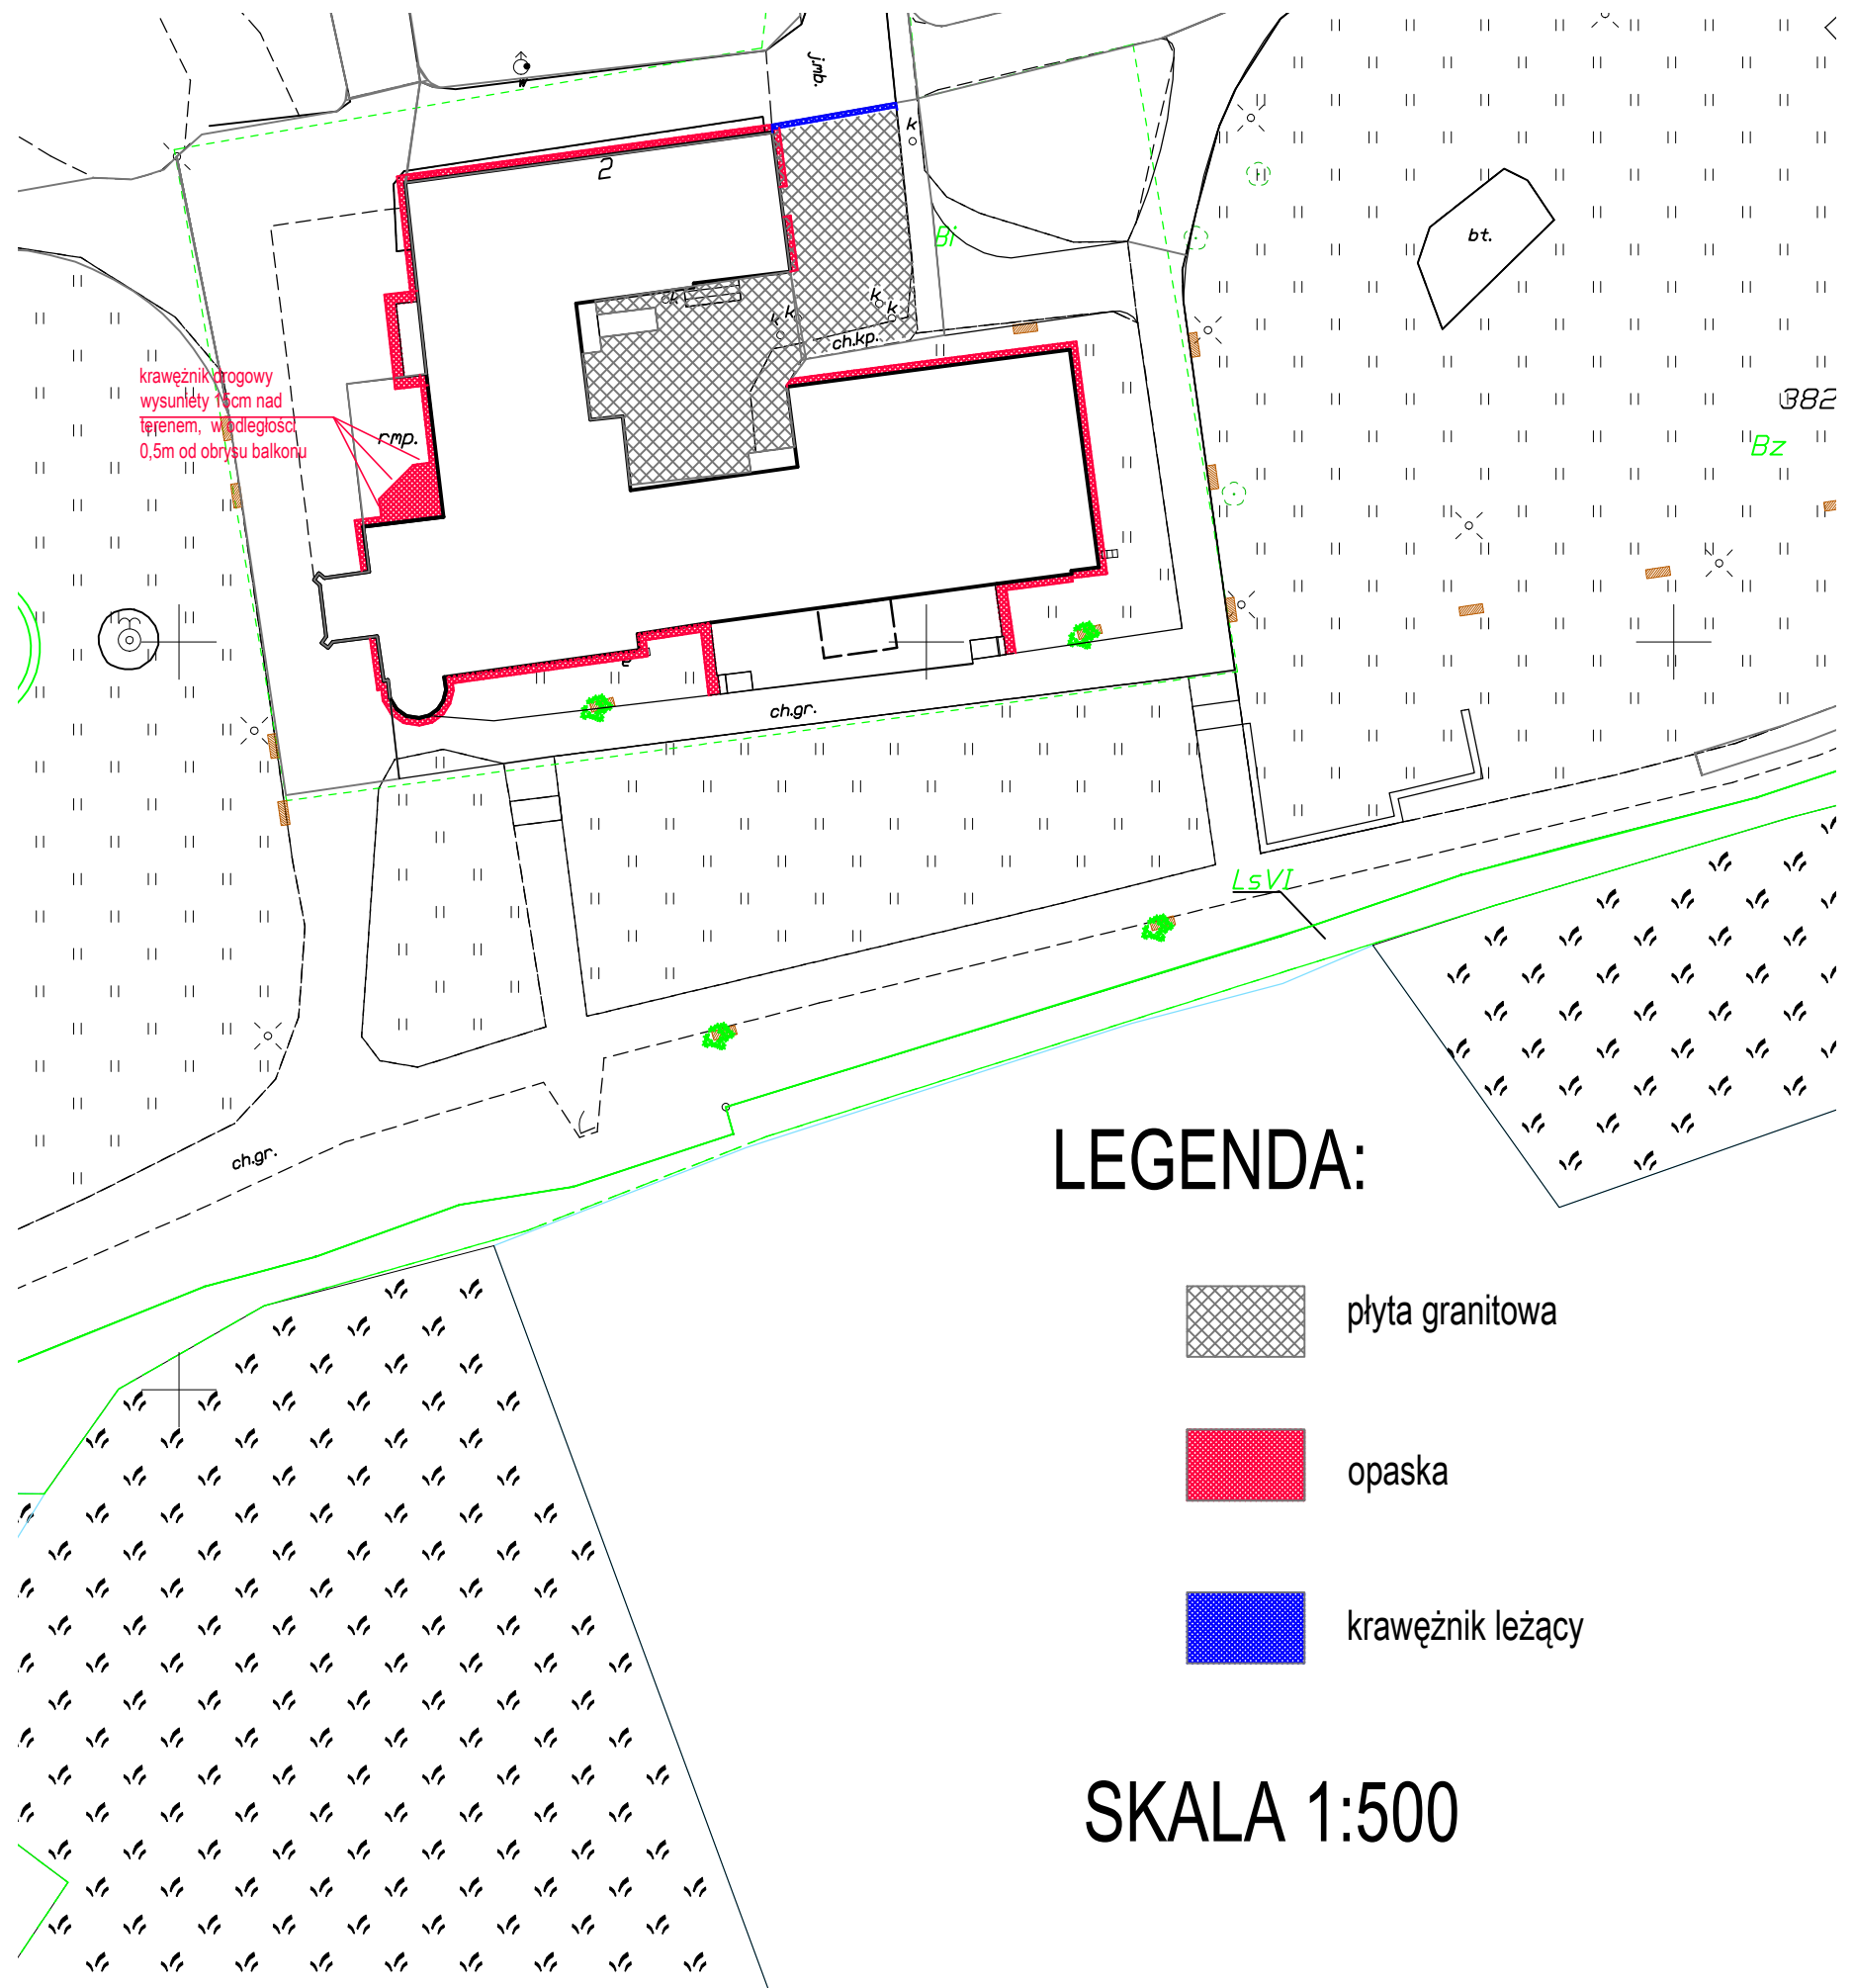 j.mb.
w
k
2
Bi
bt.
k
k
k
k
k
ch.kp.
krawężnik drogowy
wysuniety 15cm nad
terenem, w odległości
0,5m od obrysu balkonu
rmp.
382
Bz
ch.gr.
LsVI
ch.gr.
LEGENDA:
płyta granitowa
opaska
krawężnik leżący
SKALA 1:500